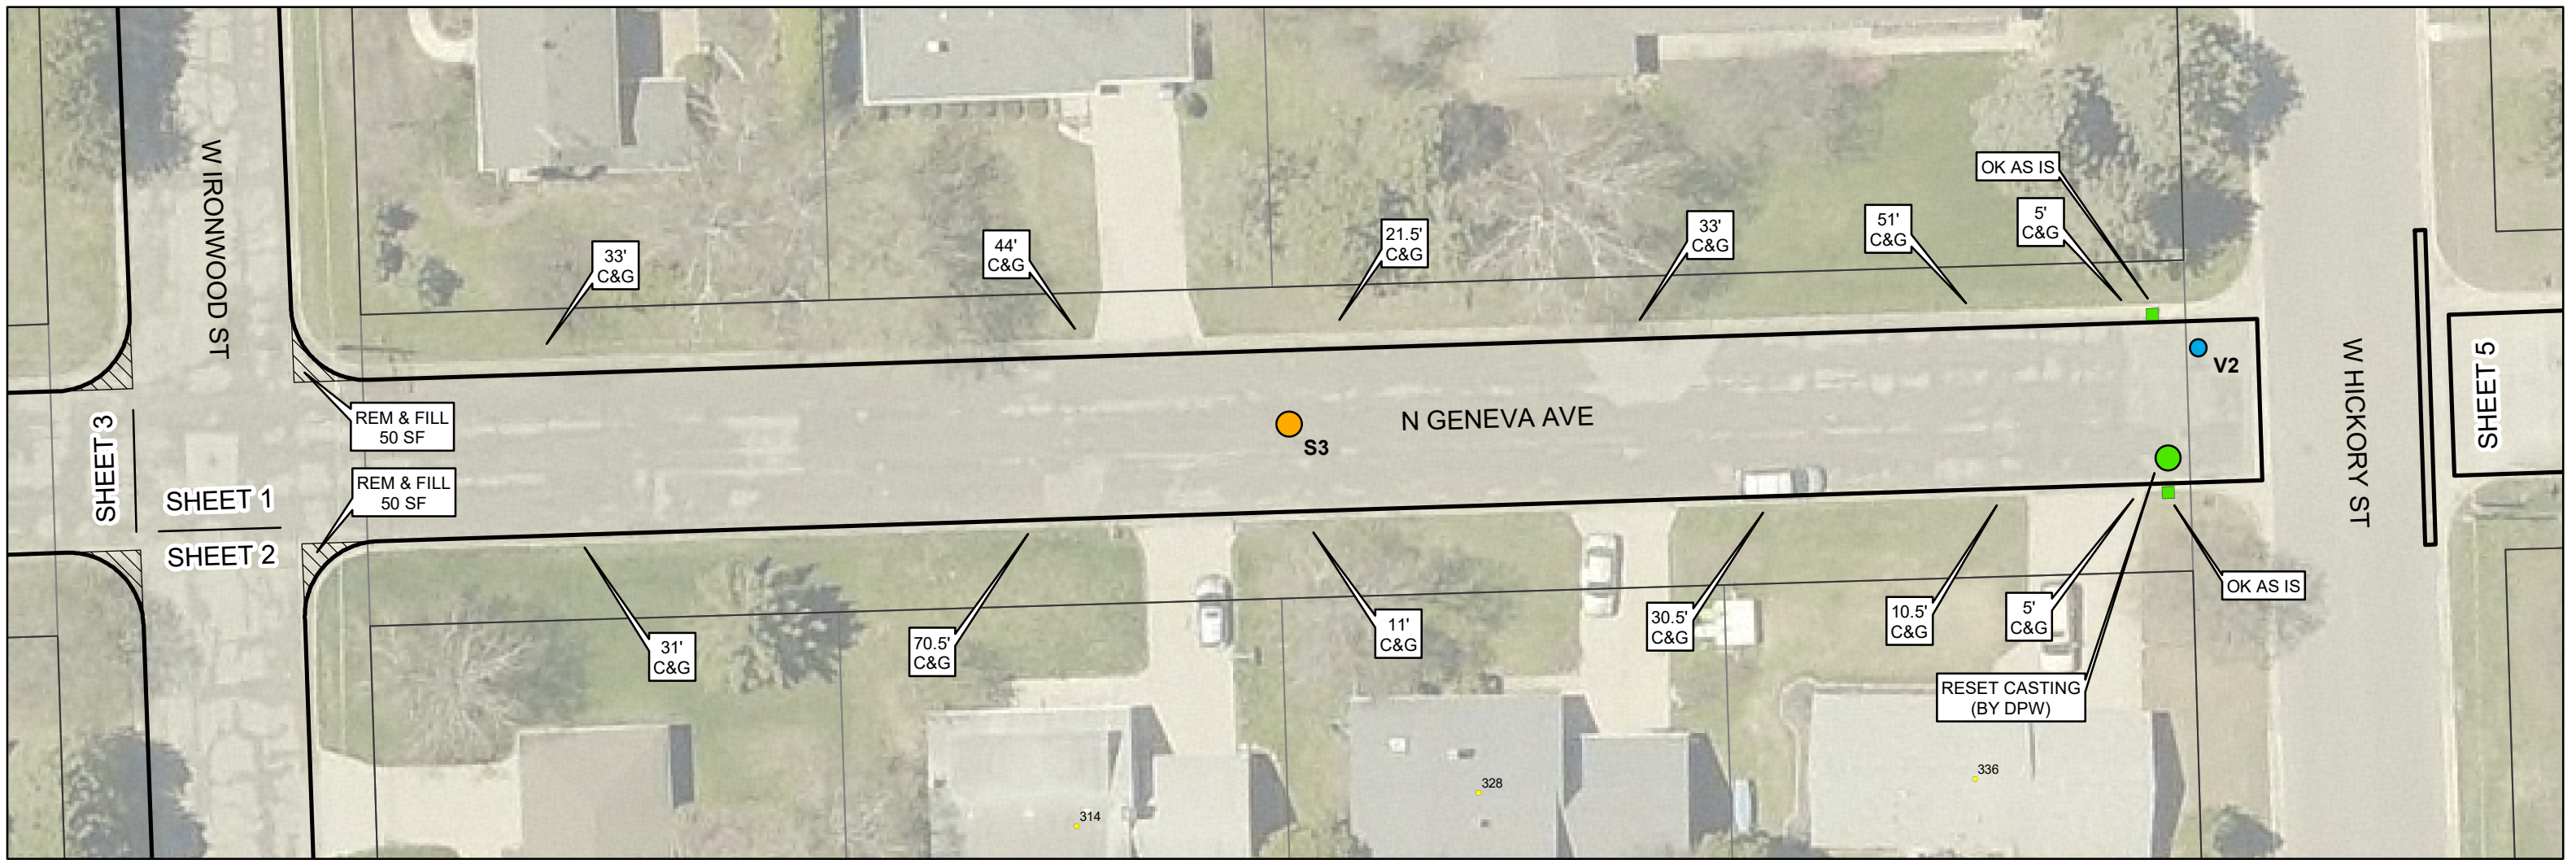 W IRONWOOD ST
OK AS IS
33'
C&G
44'
C&G
21.5'
C&G
33'
C&G
51'
C&G
5'
C&G
V2
REM & FILL
50 SF
N GENEVA AVE
S3
W HICKORY ST
SHEET 5
SHEET 3
SHEET 1
SHEET 2
REM & FILL
50 SF
31'
C&G
70.5'
C&G
11'
C&G
30.5'
C&G
10.5'
C&G
5'
C&G
OK AS IS
RESET CASTING
(BY DPW)
314
328
336